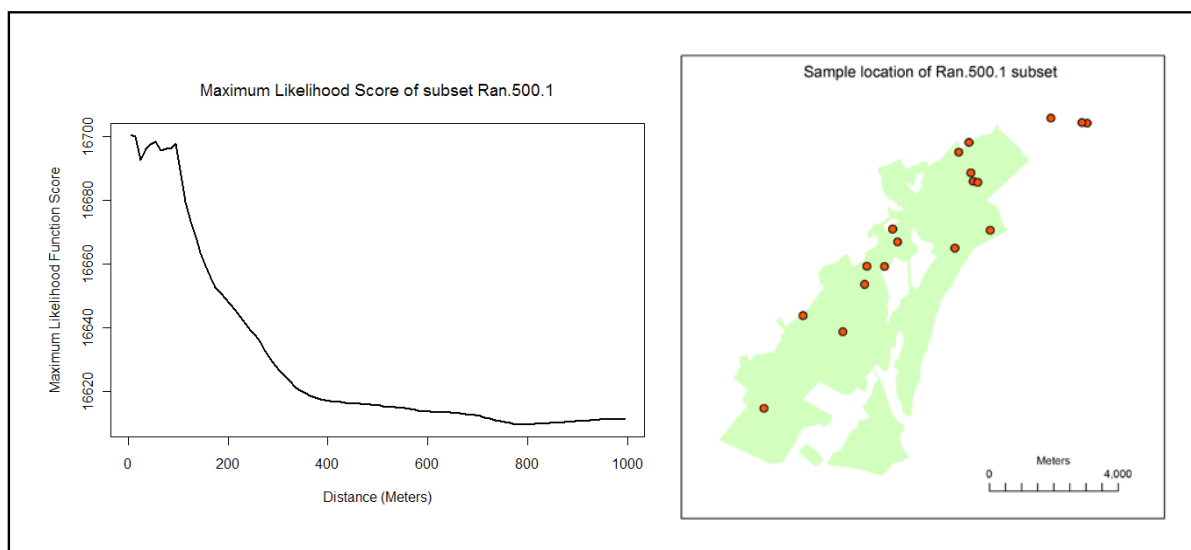 Maximum Likelihood Score of subset Ran.500.1
Maximum Likelihood Function Score
16700
16680
16660
16640
16620
0 200 400 600 800 1000
Distance (Meters)
Sample location of Ran.500.1 subset
Meters
0 4,000